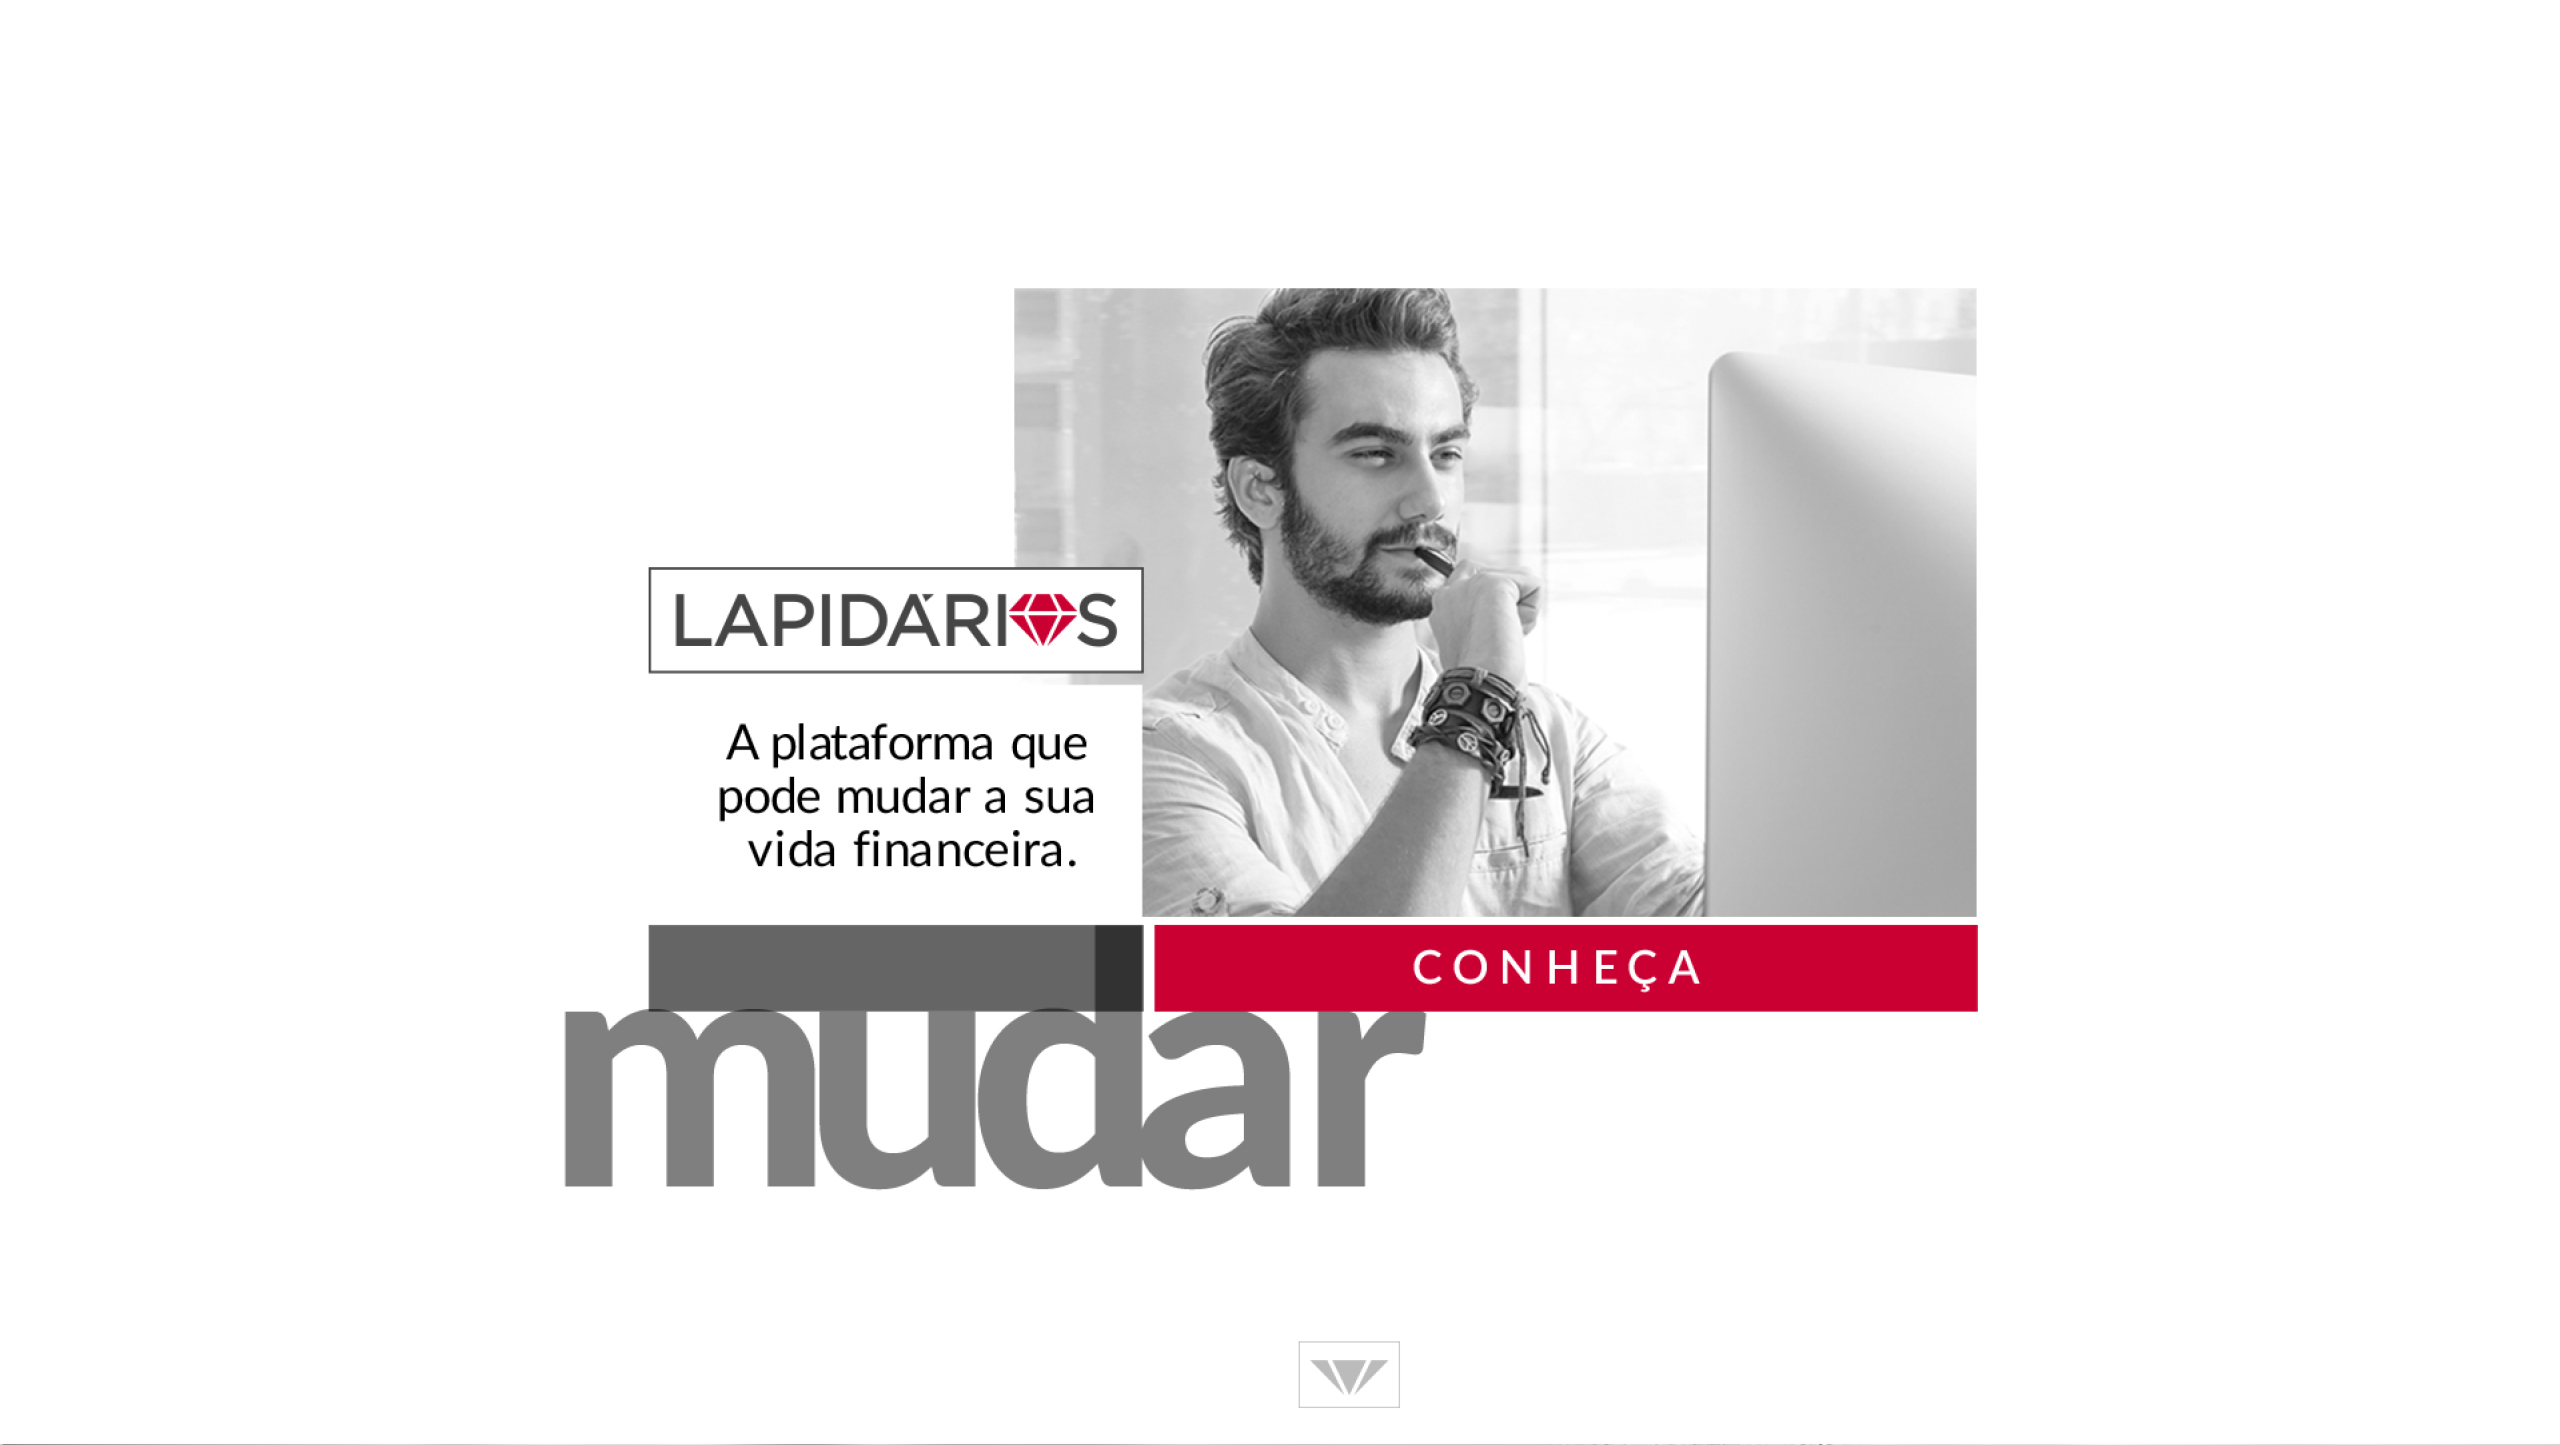 LAPIDÁRIOS
A plataforma que
pode mudar a sua
vida financeira.
CONHEÇA
mudar